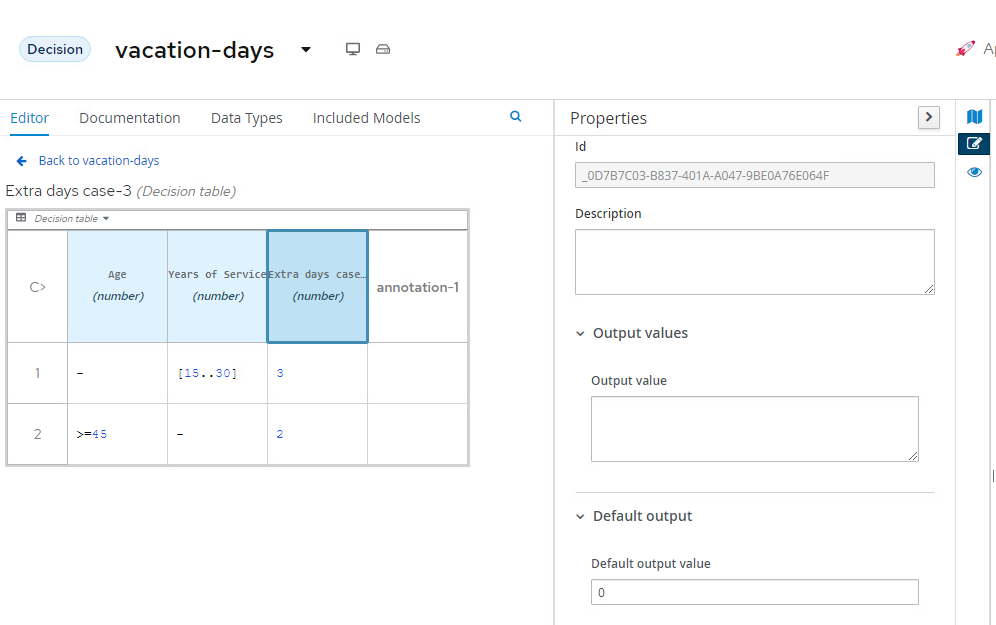 Decision vacation-days Ap
Editor Documentation Data Types Included Models
Back to vacation-days
Extra days case-3 (Decision table)
Decision table
C> Age (number) Years of Service (number) Extra days case... (number) annotation-1
1 - [15..30] 3
2 >=45 - 2
Properties
Id
_0D7B7C03-B837-401A-A047-9BE0A76E064F
Description
Output values
Output value
Default output
Default output value
0